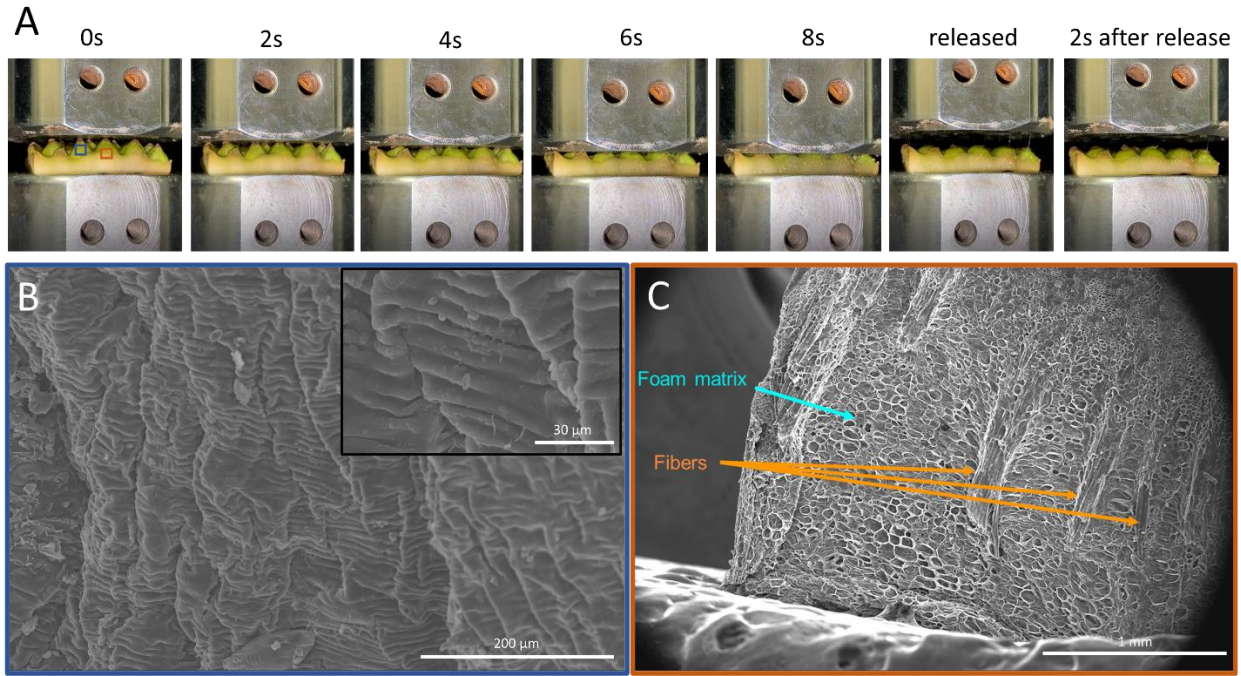 A
0s 2s 4s 6s 8s released 2s after release
B
30 µm
200 µm
C
Foam matrix
Fibers
1 mm